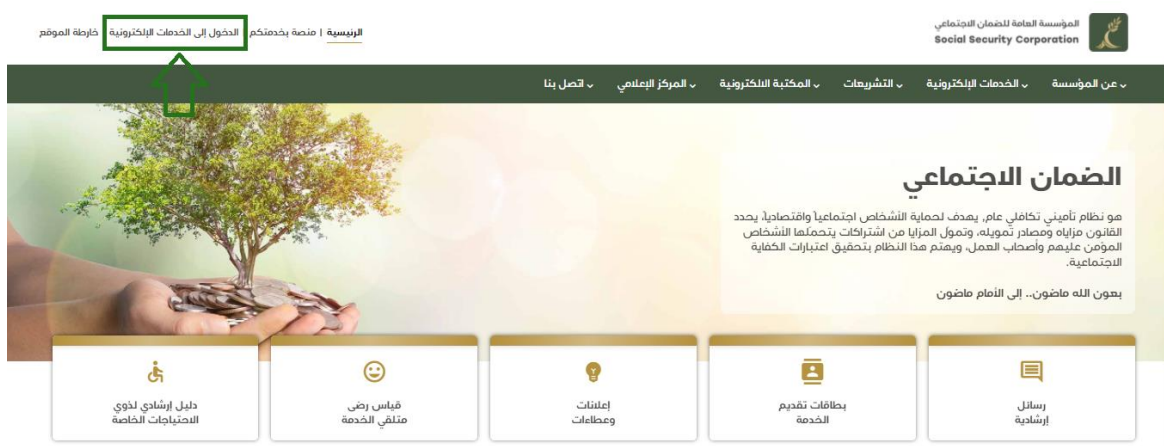 المؤسسة العامة للضمان الاجتماعي
Social Security Corporation
الرئيسية | منصة بخدمتكم الدخول إلى الخدمات الإلكترونية خارطة الموقع
عن المؤسسة الخدمات الإلكترونية التشريعات المكتبة الالكترونية المركز الإعلامي اتصل بنا
الضمان الاجتماعي
هو نظام تأميني تكافلي عام, يهدف لحماية الأشخاص اجتماعياً واقتصادياً, يحدد
القانون مزاياه ومصادر تمويله، وتمول المزايا من اشتراكات يتحملها الأشخاص
المؤمن عليهم وأصحاب العمل، ويهتم هذا النظام بتحقيق اعتبارات الكفاية
الاجتماعية.
بعون الله ماضون.. إلى الأمام ماضون
رسائل
إرشادية
بطاقات تقديم
الخدمة
إعلانات
وعطاءات
قياس رضى
متلقي الخدمة
دليل إرشادي لذوي
الاحتياجات الخاصة